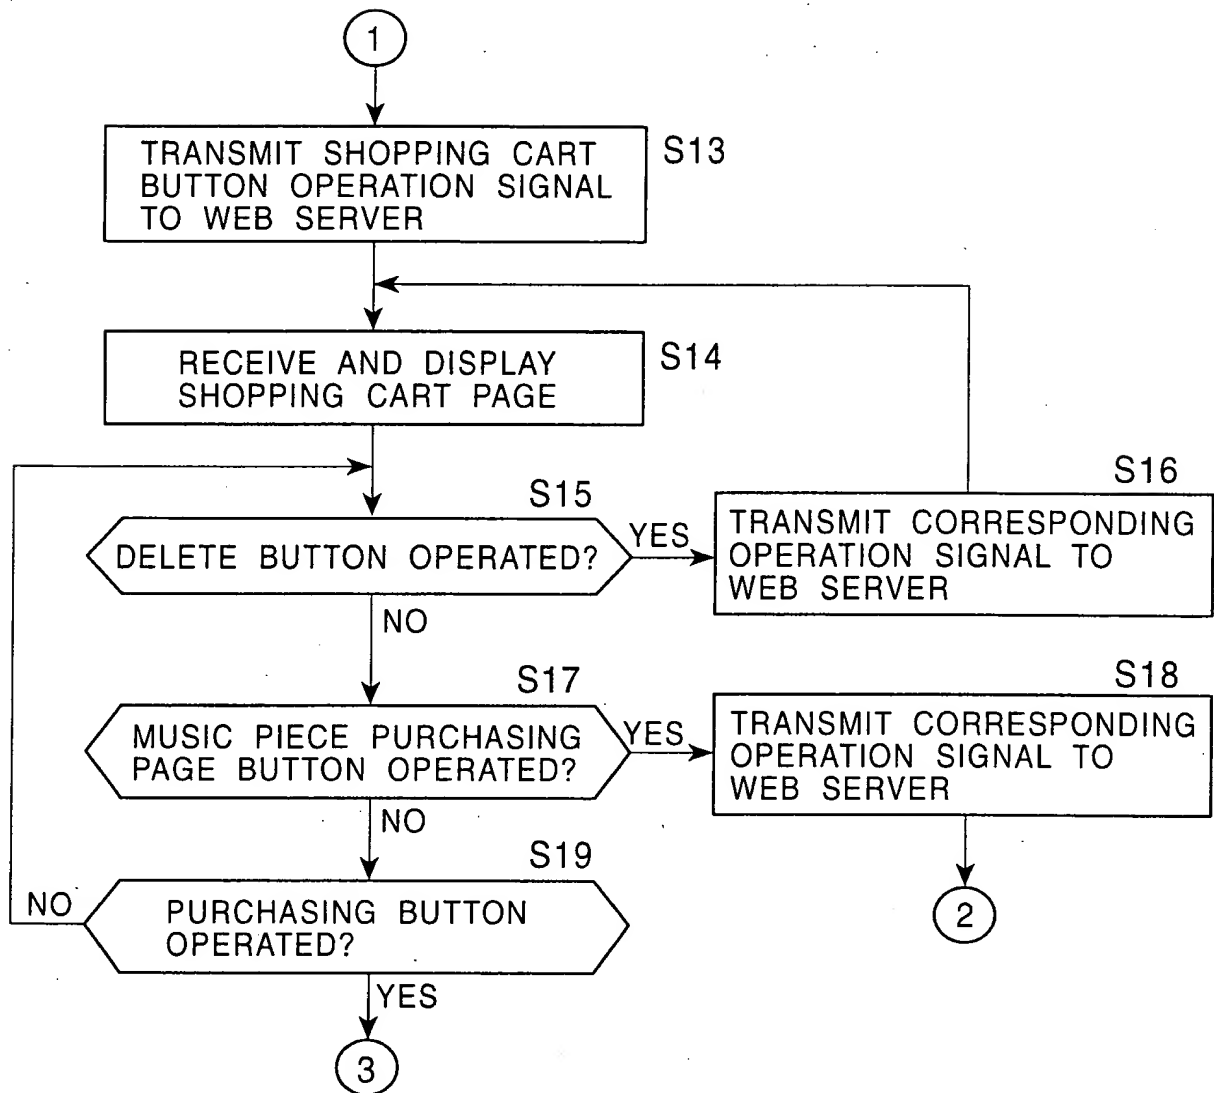 1
TRANSMIT SHOPPING CART
BUTTON OPERATION SIGNAL
TO WEB SERVER
S13
RECEIVE AND DISPLAY
SHOPPING CART PAGE
S14
S15
DELETE BUTTON OPERATED?
YES
NO
S16
TRANSMIT CORRESPONDING
OPERATION SIGNAL TO
WEB SERVER
S17
MUSIC PIECE PURCHASING
PAGE BUTTON OPERATED?
YES
NO
S18
TRANSMIT CORRESPONDING
OPERATION SIGNAL TO
WEB SERVER
2
S19
PURCHASING BUTTON
OPERATED?
NO
YES
3